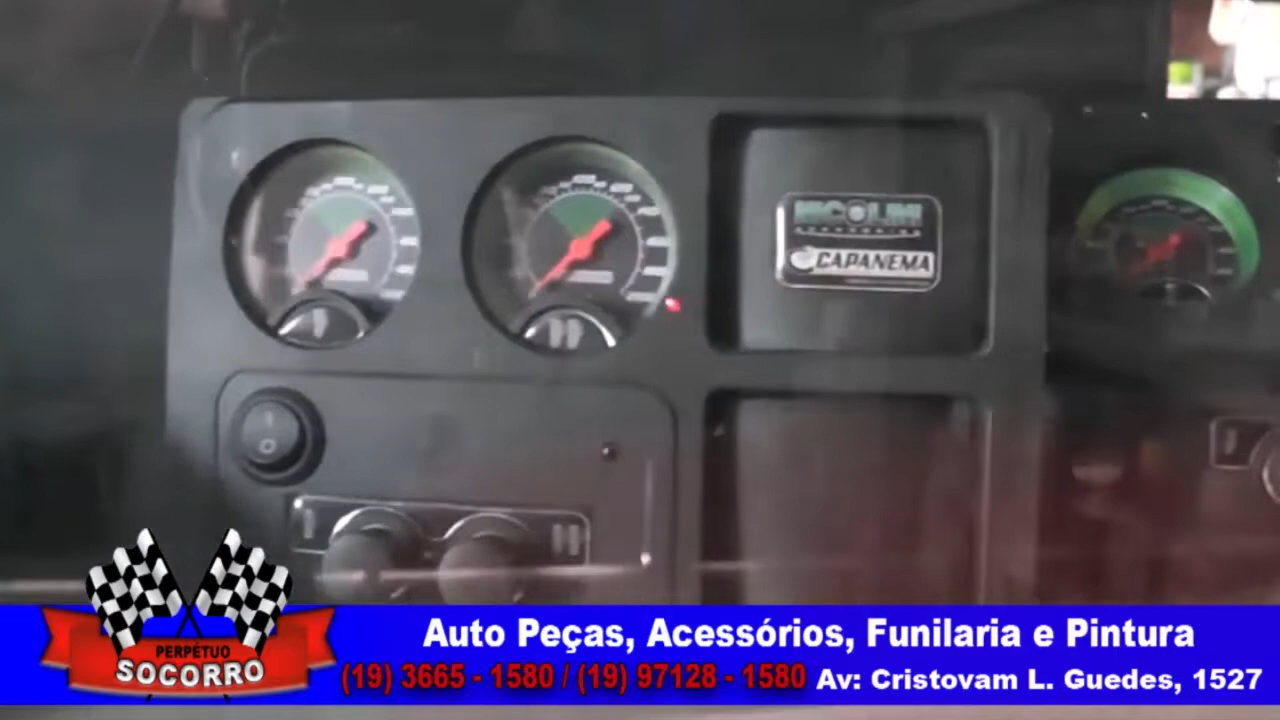 NICOLINI
CAPANEMA
I
O
PERPÉTUO
SOCORRO
Auto Peças, Acessórios, Funilaria e Pintura
(19) 3665 - 1580 / (19) 97128 - 1580
Av: Cristovam L. Guedes, 1527